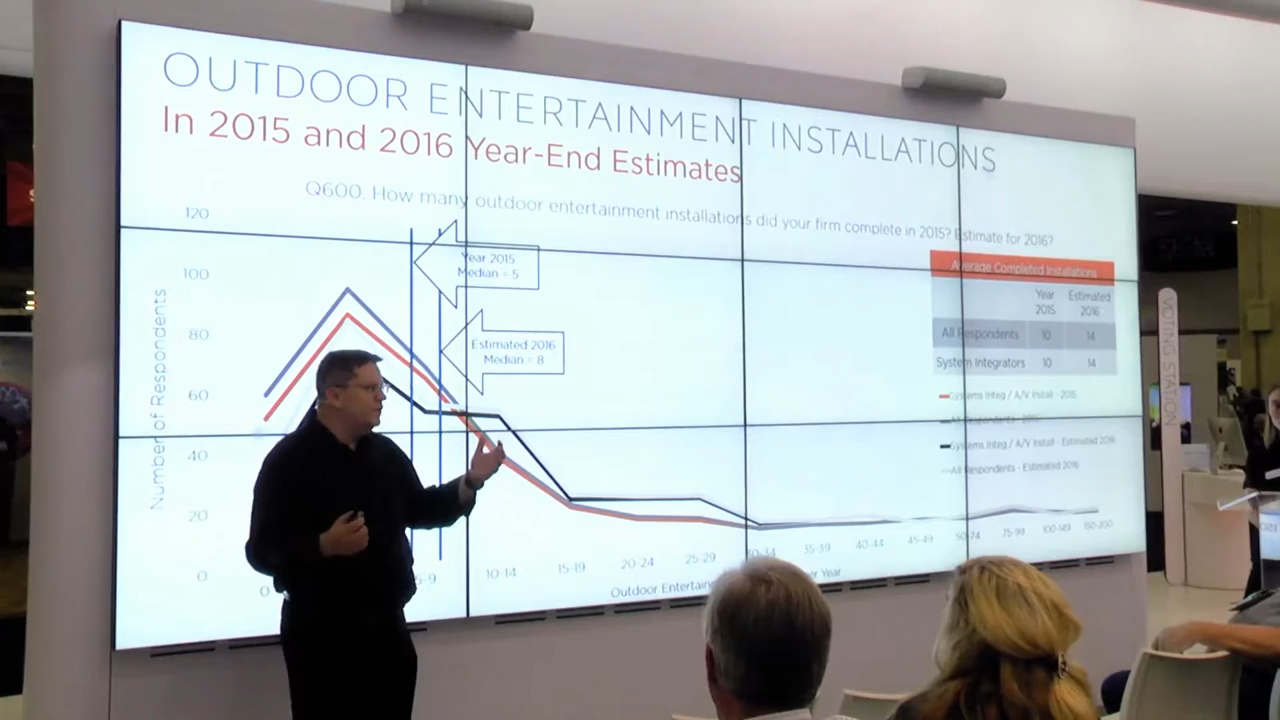 OUTDOOR ENTERTAINMENT INSTALLATIONS
In 2015 and 2016 Year-End Estimates
Q600. How many outdoor entertainment installations did your firm complete in 2015? Estimate for 2016?
120
100
80
60
40
20
0
Number of Respondents
Year 2015
Median = 5
Estimated 2016
Median = 8
Average Completed Installations
Year 2015
Estimated 2016
All Respondents 10 14
System Integrators 10 14
Systems Integ / A/V Install - 2015
Respondents - 2015
Systems Integ / A/V Install - Estimated 2016
All Respondents - Estimated 2016
0
10-14
15-19
20-24
25-29
30-34
35-39
40-44
45-49
50-74
75-99
100-149
150-200
Outdoor
Year
VOTING STATION